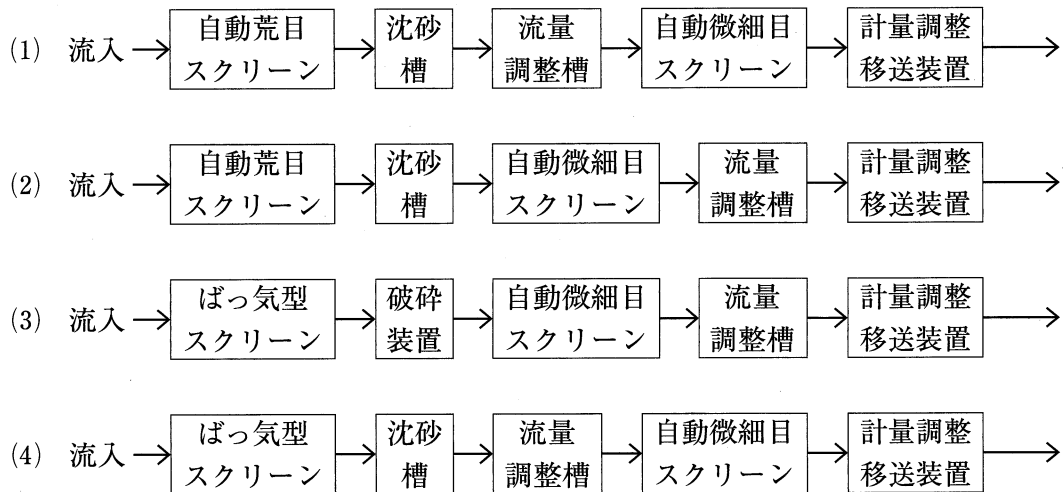 (1) 流入 自動荒目スクリーン 沈砂槽 流量調整槽 自動微細目スクリーン 計量調整移送装置
(2) 流入 自動荒目スクリーン 沈砂槽 自動微細目スクリーン 流量調整槽 計量調整移送装置
(3) 流入 ばっ気型スクリーン 破砕装置 自動微細目スクリーン 流量調整槽 計量調整移送装置
(4) 流入 ばっ気型スクリーン 沈砂槽 流量調整槽 自動微細目スクリーン 計量調整移送装置